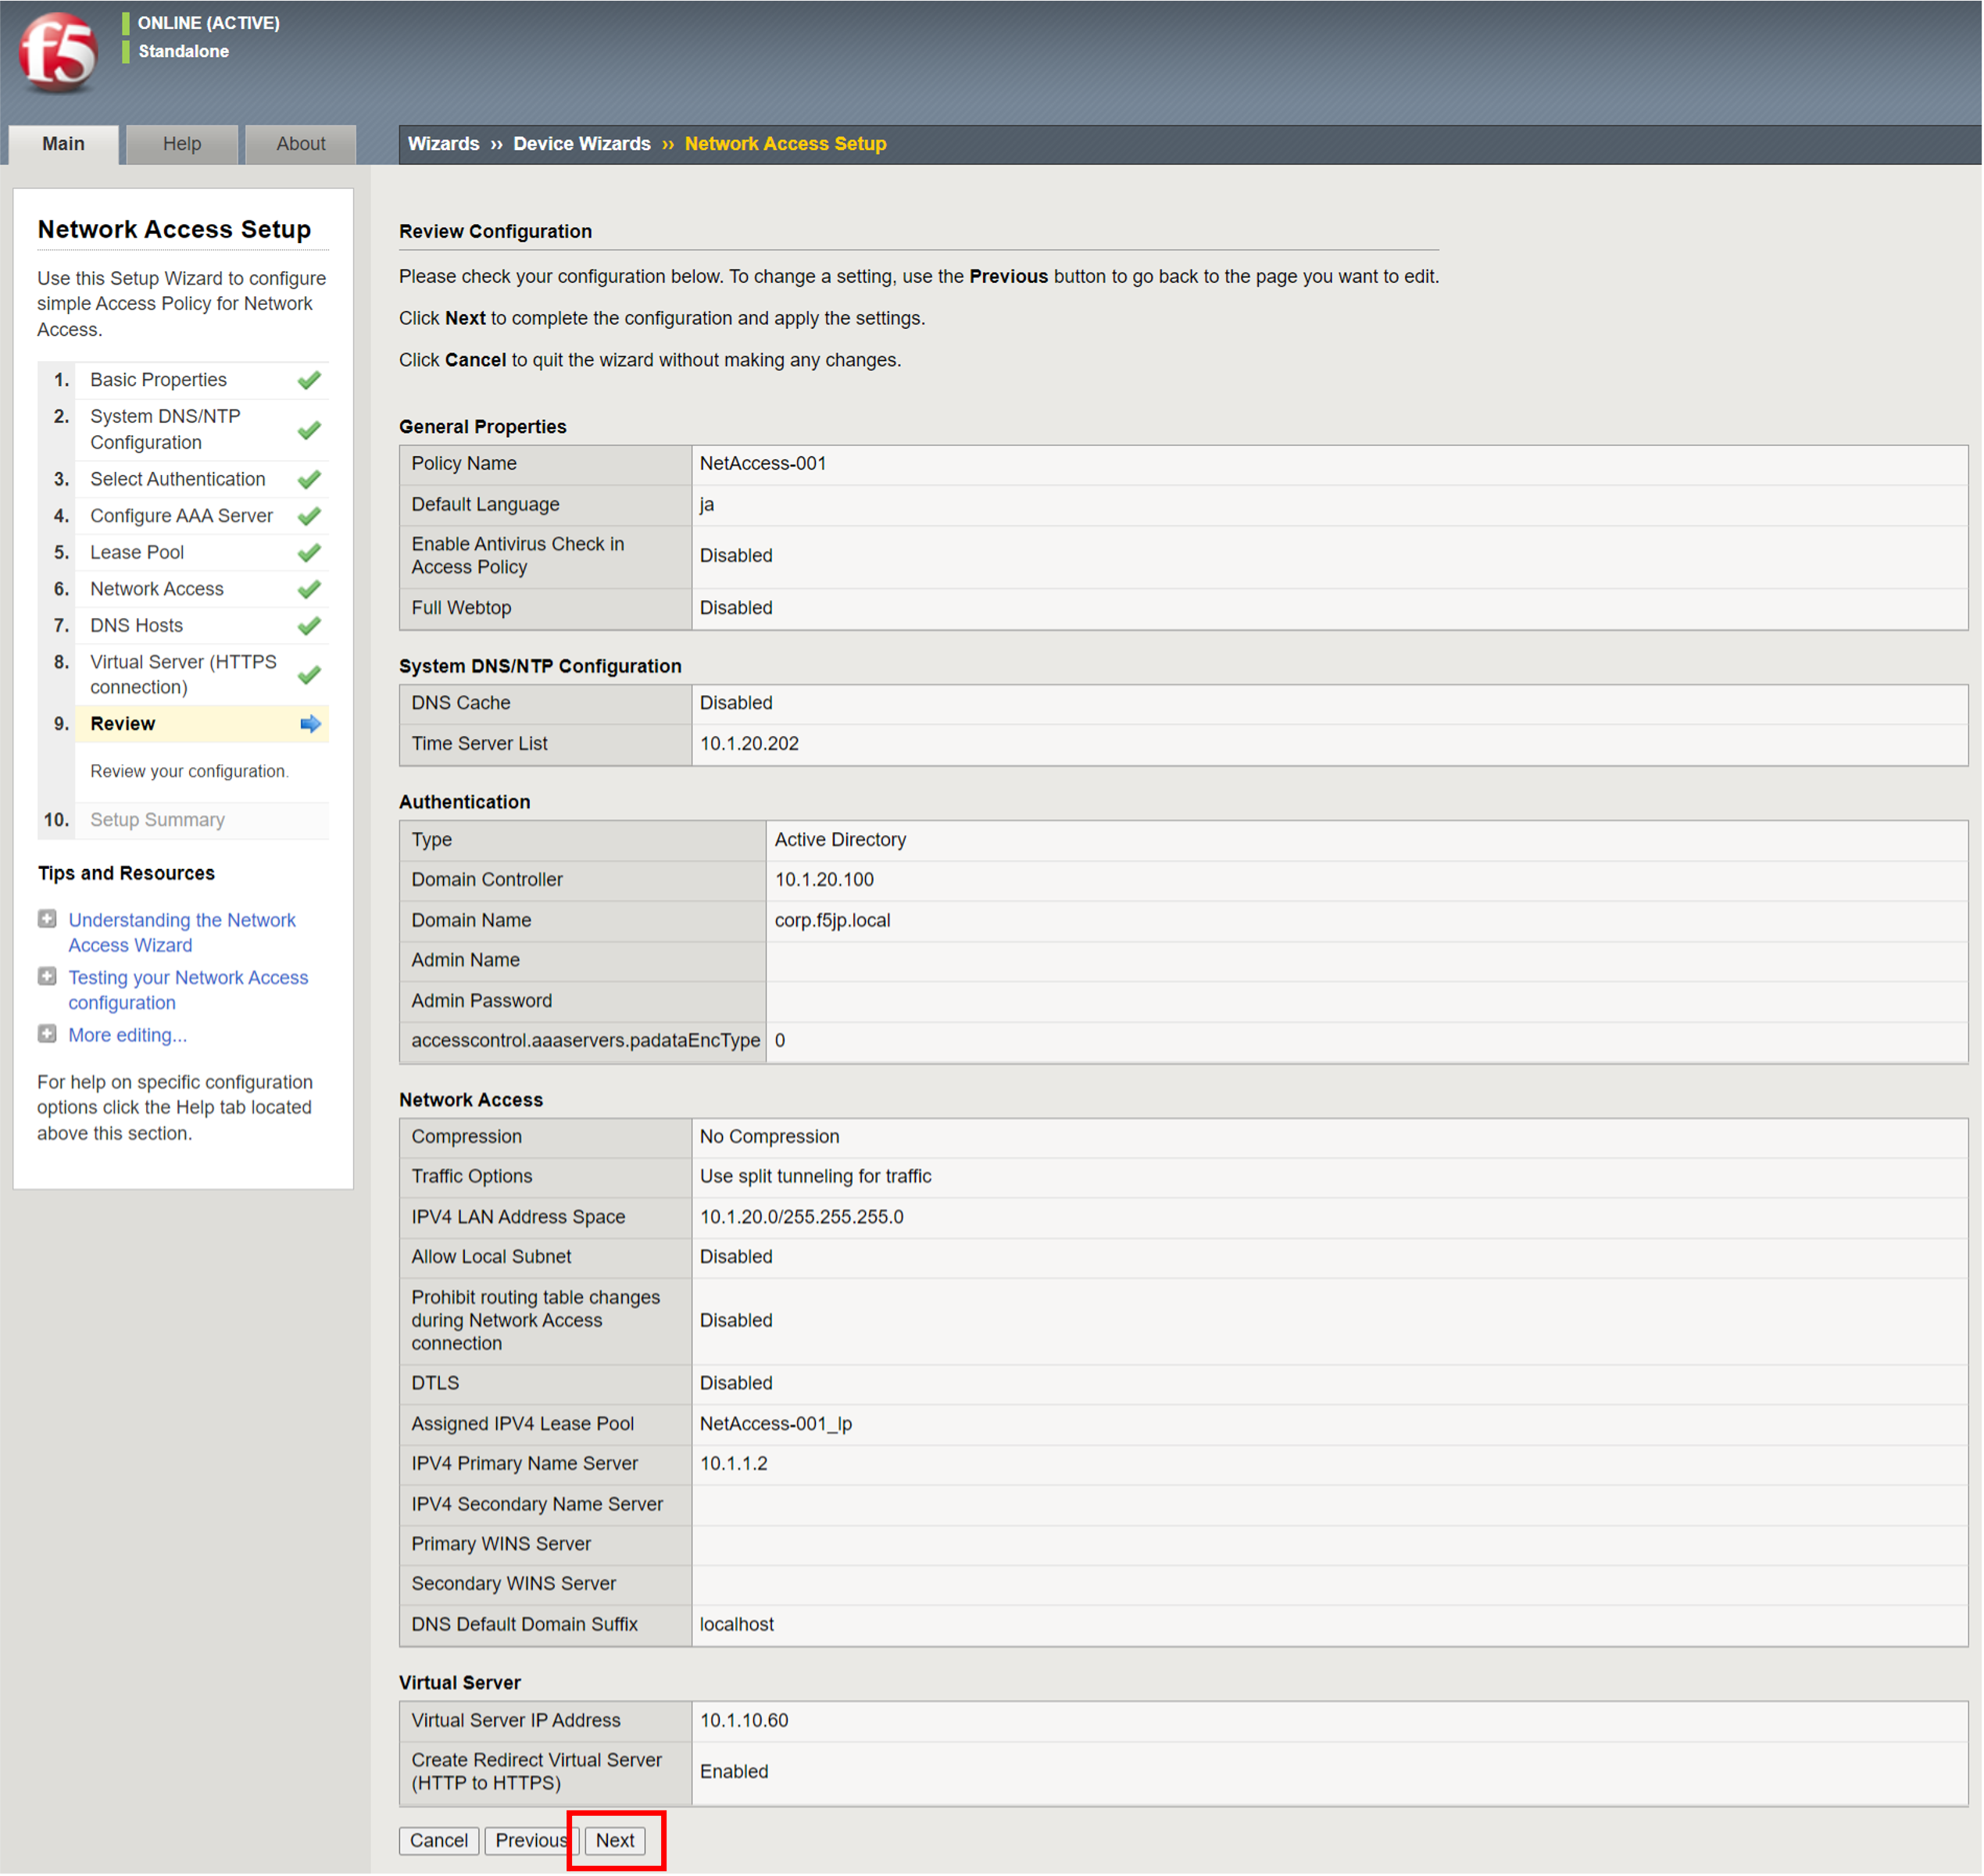 f5
ONLINE (ACTIVE)
Standalone
Main
Help
About
Wizards ›› Device Wizards ›› Network Access Setup
Network Access Setup
Use this Setup Wizard to configure
simple Access Policy for Network
Access.
1. Basic Properties
2. System DNS/NTP
Configuration
3. Select Authentication
4. Configure AAA Server
5. Lease Pool
6. Network Access
7. DNS Hosts
8. Virtual Server (HTTPS
connection)
9. Review
Review your configuration.
10. Setup Summary
Tips and Resources
Understanding the Network
Access Wizard
Testing your Network Access
configuration
More editing...
For help on specific configuration
options click the Help tab located
above this section.
Review Configuration
Please check your configuration below. To change a setting, use the Previous button to go back to the page you want to edit.
Click Next to complete the configuration and apply the settings.
Click Cancel to quit the wizard without making any changes.
General Properties
Policy Name NetAccess-001
Default Language ja
Enable Antivirus Check in
Access Policy
Disabled
Full Webtop Disabled
System DNS/NTP Configuration
DNS Cache Disabled
Time Server List 10.1.20.202
Authentication
Type Active Directory
Domain Controller 10.1.20.100
Domain Name corp.f5jp.local
Admin Name
Admin Password
accesscontrol.aaaservers.padataEncType 0
Network Access
Compression No Compression
Traffic Options Use split tunneling for traffic
IPV4 LAN Address Space 10.1.20.0/255.255.255.0
Allow Local Subnet Disabled
Prohibit routing table changes
during Network Access
connection
Disabled
DTLS Disabled
Assigned IPV4 Lease Pool NetAccess-001_lp
IPV4 Primary Name Server 10.1.1.2
IPV4 Secondary Name Server
Primary WINS Server
Secondary WINS Server
DNS Default Domain Suffix localhost
Virtual Server
Virtual Server IP Address 10.1.10.60
Create Redirect Virtual Server
(HTTP to HTTPS)
Enabled
Cancel Previous Next